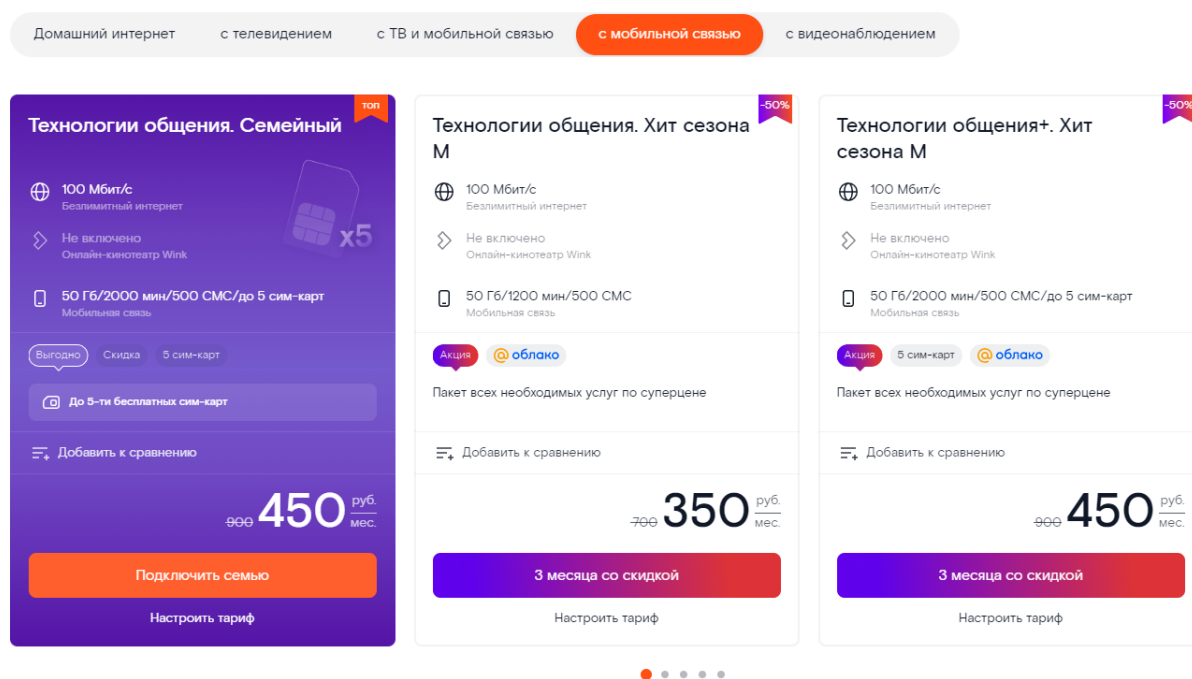 Домашний интернет
с телевидением
с ТВ и мобильной связью
с мобильной связью
с видеонаблюдением
топ
Технологии общения. Семейный
100 Мбит/с
Безлимитный интернет
x5
Не включено
Онлайн-кинотеатр Wink
50 Гб/2000 мин/500 СМС/до 5 сим-карт
Мобильная связь
Выгодно
Скидка
5 сим-карт
До 5-ти бесплатных сим-карт
Добавить к сравнению
900 450 руб.
мес.
Подключить семью
Настроить тариф
-50%
Технологии общения. Хит сезона
М
100 Мбит/с
Безлимитный интернет
Не включено
Онлайн-кинотеатр Wink
50 Гб/1200 мин/500 СМС
Мобильная связь
Акция
@ облако
Пакет всех необходимых услуг по суперцене
Добавить к сравнению
700 350 руб.
мес.
3 месяца со скидкой
Настроить тариф
-50%
Технологии общения+. Хит
сезона М
100 Мбит/с
Безлимитный интернет
Не включено
Онлайн-кинотеатр Wink
50 Гб/2000 мин/500 СМС/до 5 сим-карт
Мобильная связь
Акция
5 сим-карт
@ облако
Пакет всех необходимых услуг по суперцене
Добавить к сравнению
900 450 руб.
мес.
3 месяца со скидкой
Настроить тариф